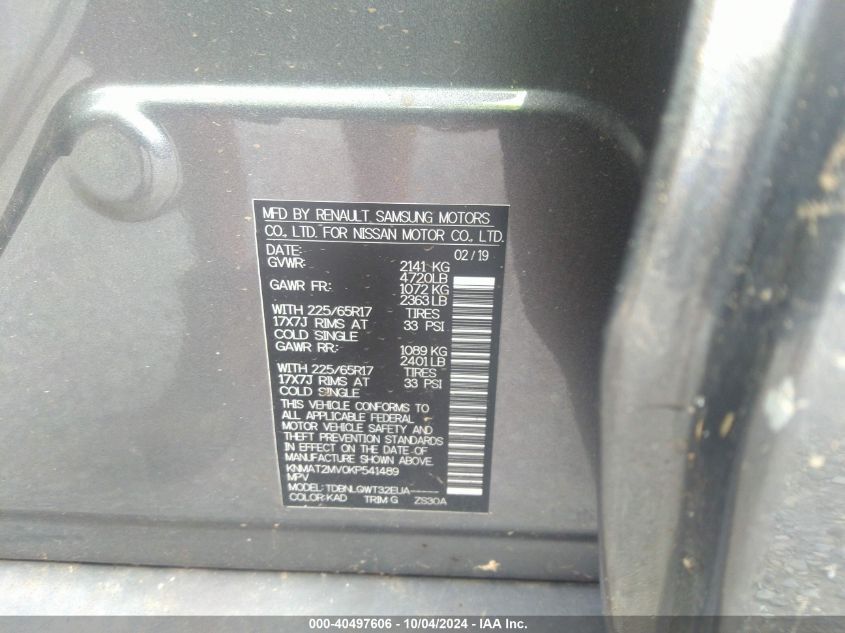 MFD BY RENAULT SAMSUNG MOTORS
CO., LTD. FOR NISSAN MOTOR CO., LTD.
DATE: 02/19
GVWR: 2141 KG
4720LB
GAWR FR: 1072 KG
2363LB
WITH 225/65R17 TIRES
17X7J RIMS AT 33 PSI
COLD SINGLE
GAWR RR: 1089 KG
2401LB
WITH 225/65R17 TIRES
17X7J RIMS AT 33 PSI
COLD SINGLE
THIS VEHICLE CONFORMS TO
ALL APPLICABLE FEDERAL
MOTOR VEHICLE SAFETY AND
THEFT PREVENTION STANDARDS
IN EFFECT ON THE DATE OF
MANUFACTURE SHOWN ABOVE.
KNMAT2MV0KP541489
MPV
MODEL: TDBNLGWT32EUA-----
COLOR:KAD TRIM:G ZS30A
000-40497606 - 10/04/2024 - IAA Inc.